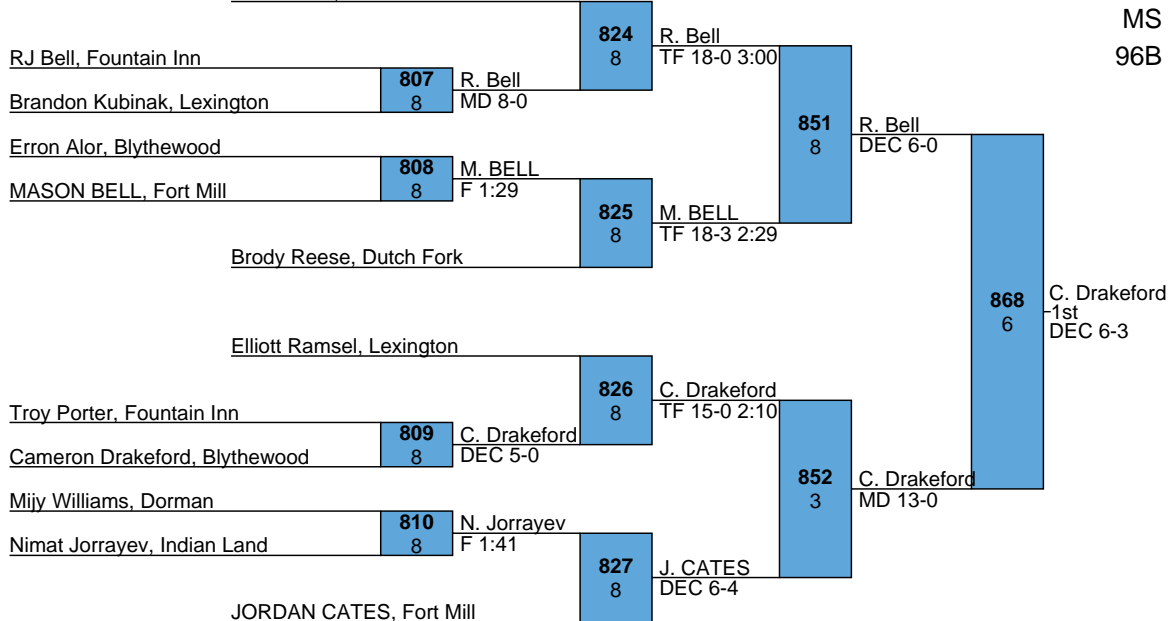 MS
96B
824
8
R. Bell
TF 18-0 3:00
RJ Bell, Fountain Inn
807
8
R. Bell
MD 8-0
Brandon Kubinak, Lexington
851
8
R. Bell
DEC 6-0
Erron Alor, Blythewood
808
8
M. BELL
F 1:29
MASON BELL, Fort Mill
825
8
M. BELL
TF 18-3 2:29
Brody Reese, Dutch Fork
868
6
C. Drakeford
1st
DEC 6-3
Elliott Ramsel, Lexington
826
8
C. Drakeford
TF 15-0 2:10
Troy Porter, Fountain Inn
809
8
C. Drakeford
DEC 5-0
Cameron Drakeford, Blythewood
852
3
C. Drakeford
MD 13-0
Mijy Williams, Dorman
810
8
N. Jorrayev
F 1:41
Nimat Jorrayev, Indian Land
827
8
J. CATES
DEC 6-4
JORDAN CATES, Fort Mill